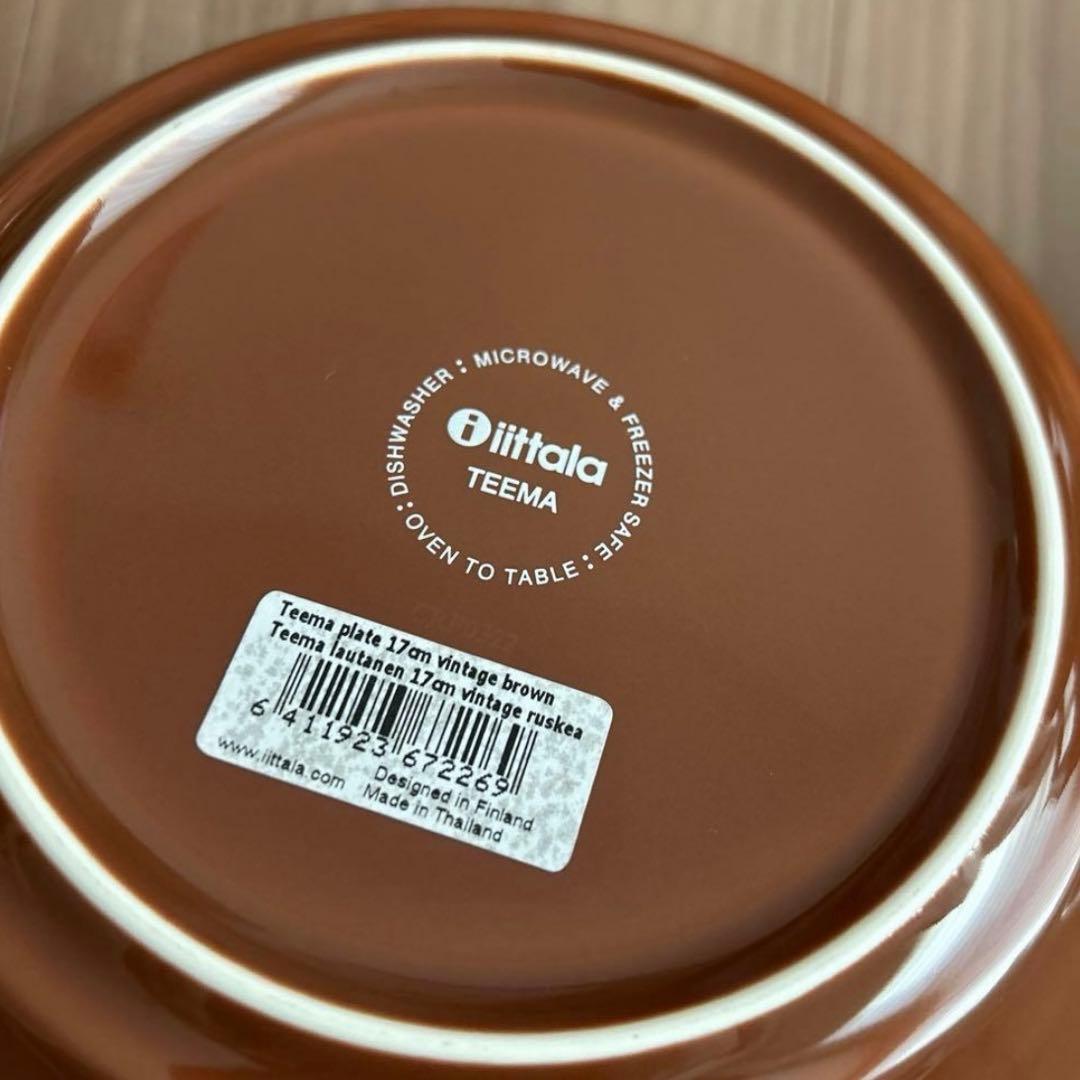 DISHWASHER : MICROWAVE & FREEZER SAFE : OVEN TO TABLE :
i iittala
TEEMA
Teema plate 17cm vintage brown
Teema lautanen 17cm vintage ruskea
6 411923 672269
www.iittala.com
Designed in Finland
Made in Thailand